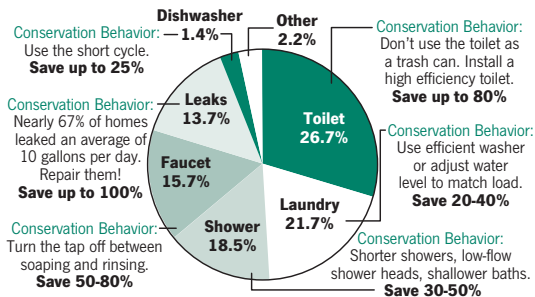 Dishwasher
1.4%
Other
2.2%
Conservation Behavior:
Use the short cycle.
Save up to 25%
Conservation Behavior:
Don’t use the toilet as
a trash can. Install a
high efficiency toilet.
Save up to 80%
Leaks
13.7%
Conservation Behavior:
Nearly 67% of homes
leaked an average of
10 gallons per day.
Repair them!
Save up to 100%
Toilet
26.7%
Conservation Behavior:
Use efficient washer
or adjust water
level to match load.
Save 20-40%
Faucet
15.7%
Laundry
21.7%
Conservation Behavior:
Turn the tap off between
soaping and rinsing.
Save 50-80%
Shower
18.5%
Conservation Behavior:
Shorter showers, low-flow
shower heads, shallower baths.
Save 30-50%